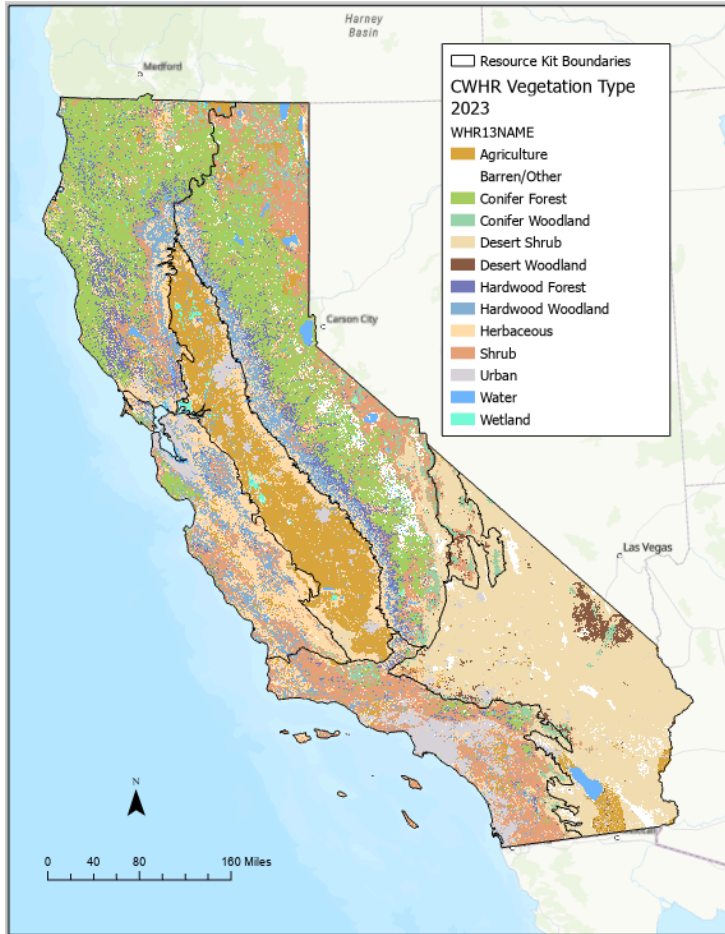 Harney
Basin
Medford
Resource Kit Boundaries
CWHR Vegetation Type
2023
WHR13NAME
Agriculture
Barren/Other
Conifer Forest
Conifer Woodland
Desert Shrub
Desert Woodland
Hardwood Forest
Hardwood Woodland
Herbaceous
Shrub
Urban
Water
Wetland
Carson City
Las Vegas
N
0 40 80 160 Miles